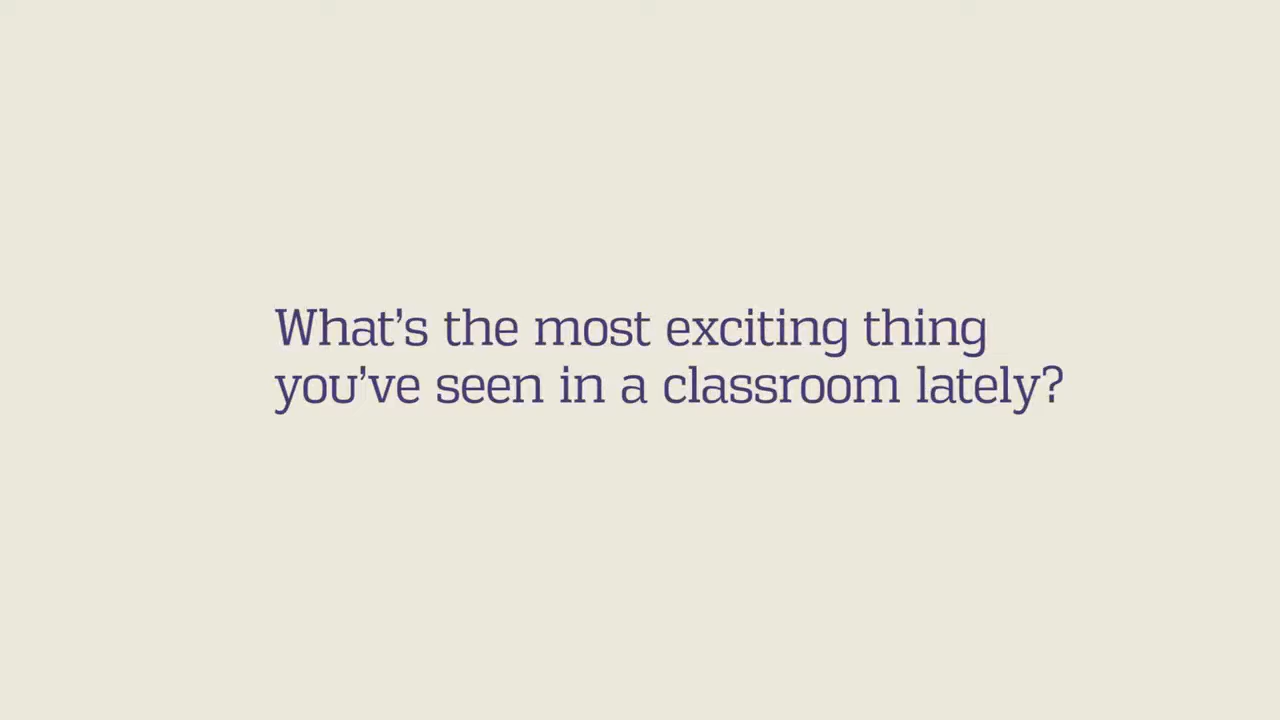 What’s the most exciting thing
you’ve seen in a classroom lately?